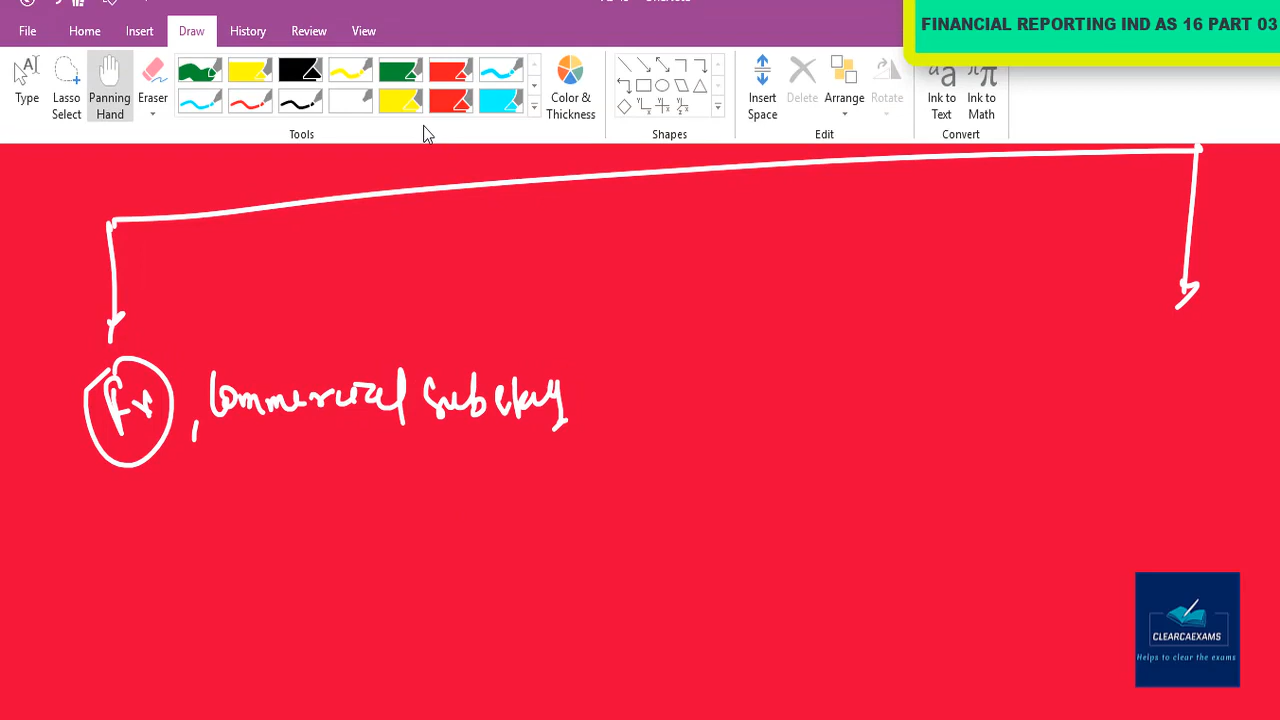 FINANCIAL REPORTING IND AS 16 PART 03
File Home Insert Draw History Review View
Type
Lasso Select
Panning Hand
Eraser
Color & Thickness
Insert Space
Delete
Arrange
Rotate
Ink to Text
Ink to Math
Tools Shapes Edit Convert
Commercial
CLEARCAEXAMS
Helps to clear the exams